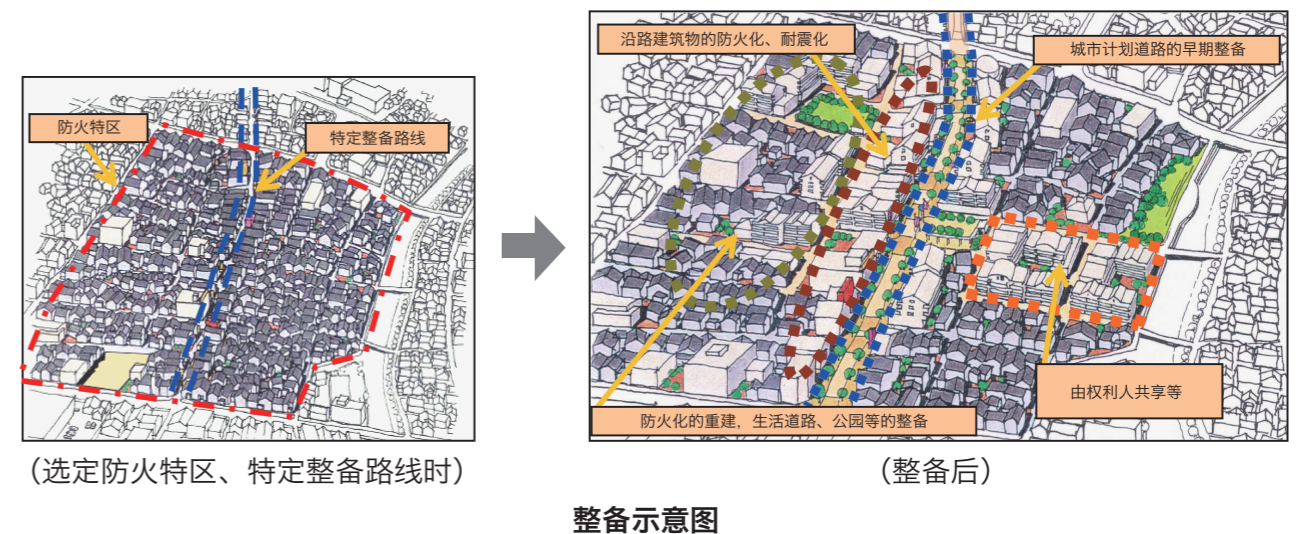 防火特区
特定整备路线
（选定防火特区、特定整备路线时）
沿路建筑物的防火化、耐震化
城市计划道路的早期整备
由权利人共享等
防火化的重建，生活道路、公园等的整备
（整备后）
整备示意图